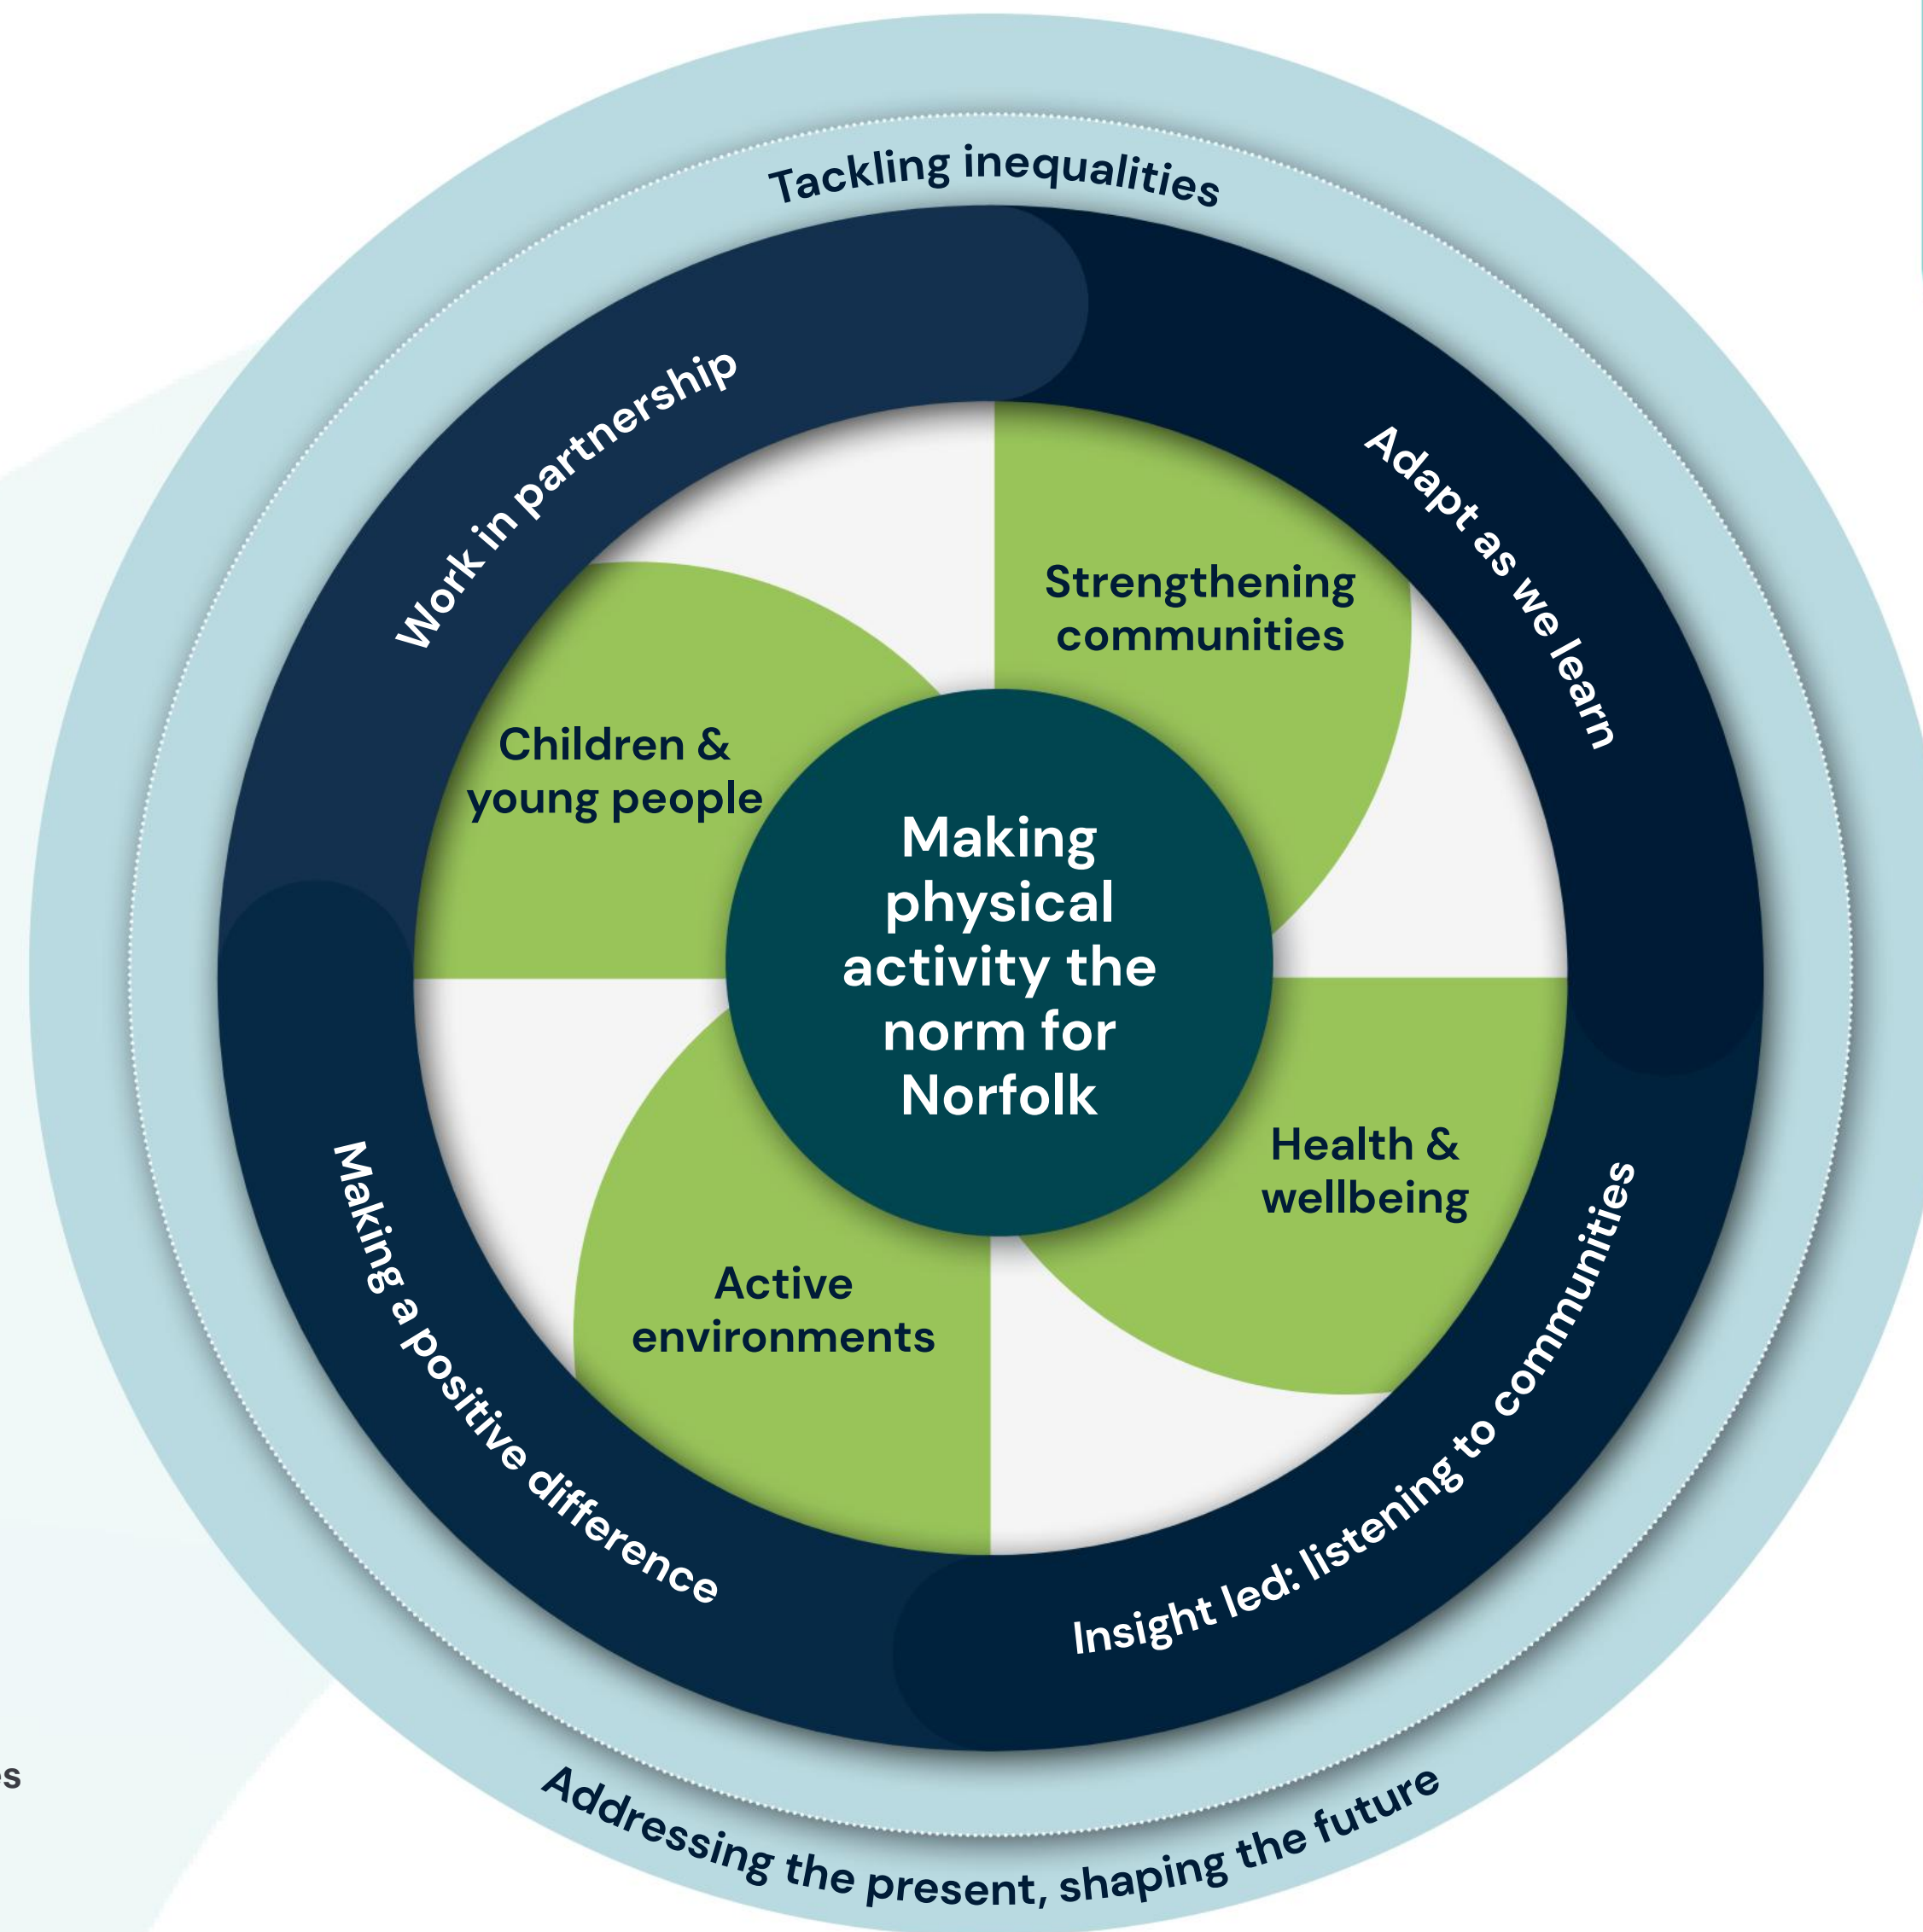 Tackling inequalities
Work in partnership
Adapt as we learn
Strengthening
communities
Children &
young people
Making
physical
activity the
norm for
Norfolk
Health &
wellbeing
Active
environments
Making a positive difference
Insight led: listening to communities
Addressing the present, shaping the future